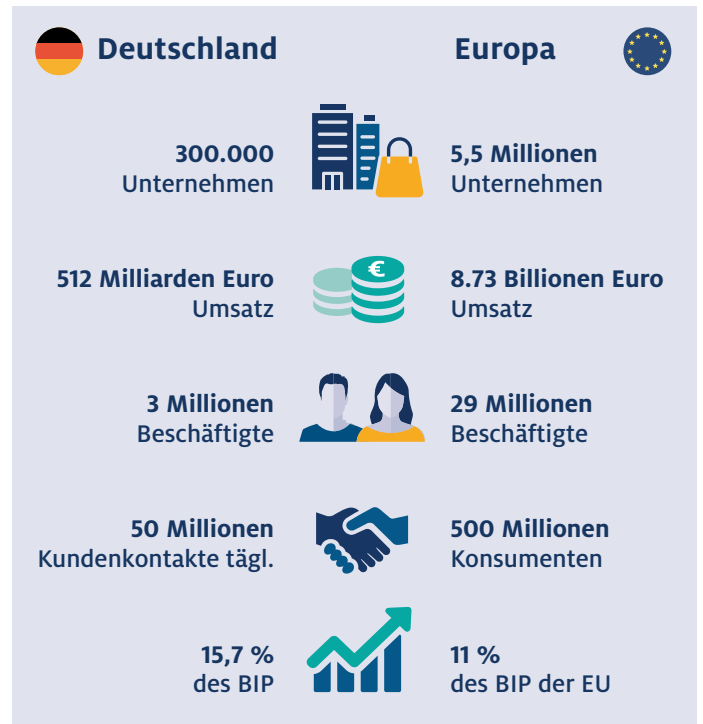 Deutschland
Europa
300.000
Unternehmen
5,5 Millionen
Unternehmen
512 Milliarden Euro
Umsatz
€
8.73 Billionen Euro
Umsatz
3 Millionen
Beschäftigte
29 Millionen
Beschäftigte
50 Millionen
Kundenkontakte tägl.
500 Millionen
Konsumenten
15,7 %
des BIP
11 %
des BIP der EU